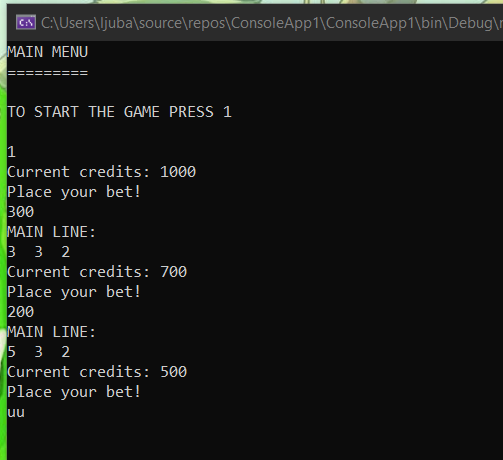 C:\Users\ljuba\source\repos\ConsoleApp1\ConsoleApp1\bin\Debug\
MAIN MENU
=========
TO START THE GAME PRESS 1
1
Current credits: 1000
Place your bet!
300
MAIN LINE:
3  3  2
Current credits: 700
Place your bet!
200
MAIN LINE:
5  3  2
Current credits: 500
Place your bet!
uu